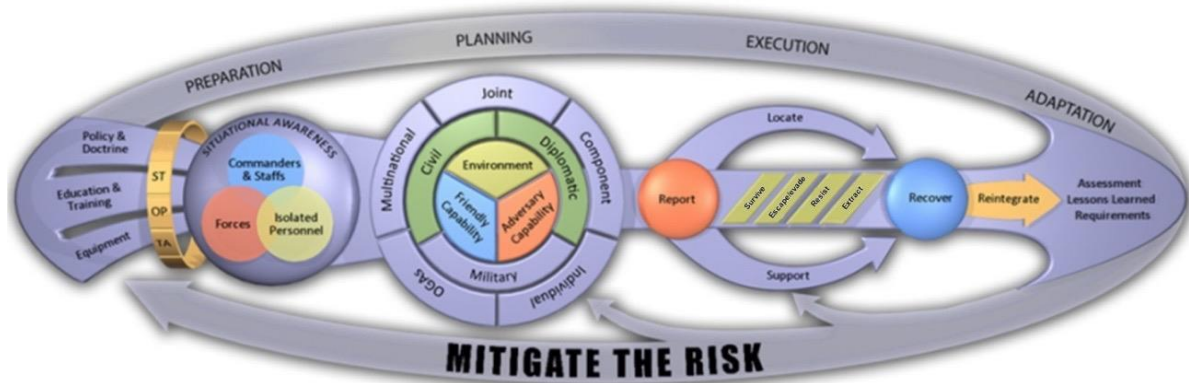 PREPARATION
PLANNING
EXECUTION
ADAPTATION
Policy &
Doctrine
Education &
Training
Equipment
ST
OP
TA
SITUATIONAL AWARENESS
Commanders
& Staffs
Forces
Isolated
Personnel
Joint
Multinational
Component
OGAs
Individual
Civil
Diplomatic
Military
Environment
Friendly
Capability
Adversary
Capability
Report
Locate
Survive
Escape/evade
Resist
Extract
Support
Recover
Reintegrate
Assessment
Lessons Learned
Requirements
MITIGATE THE RISK